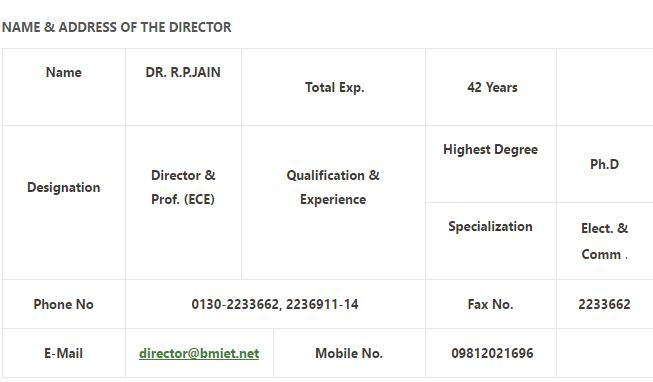 NAME & ADDRESS OF THE DIRECTOR
Name DR. R.P.JAIN Total Exp. 42 Years
Designation Director & Prof. (ECE) Qualification & Experience Highest Degree Ph.D
Specialization Elect. & Comm .
Phone No 0130-2233662, 2236911-14 Fax No. 2233662
E-Mail director@bmiet.net Mobile No. 09812021696